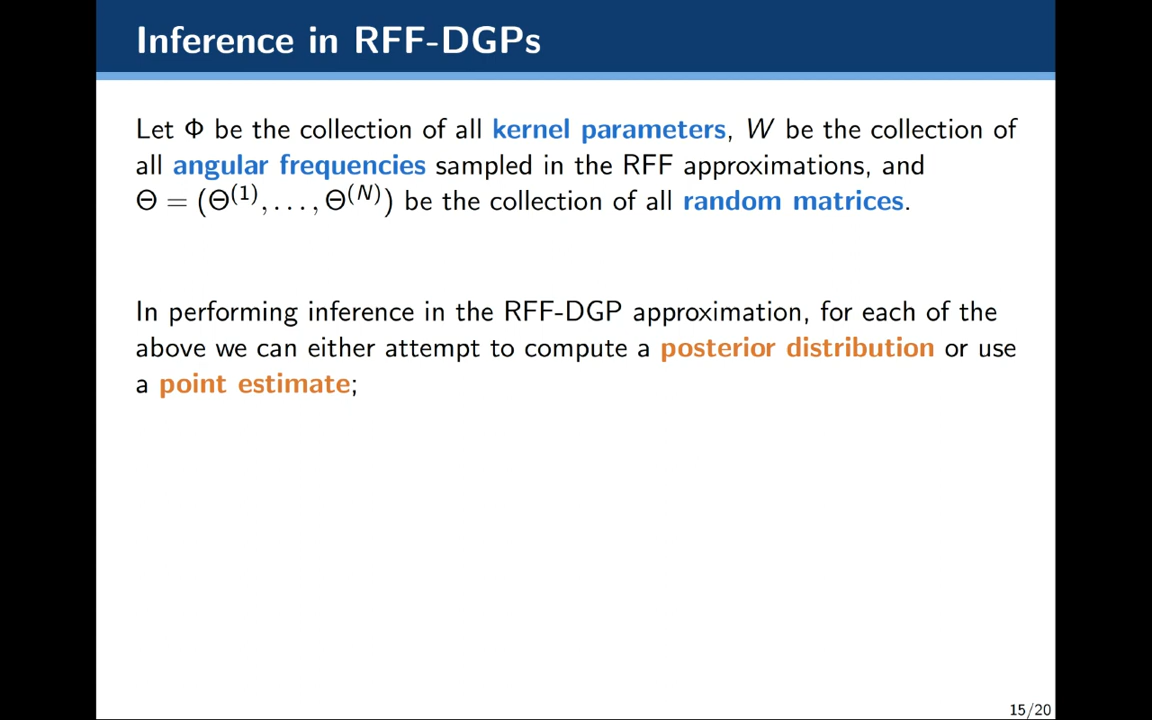 Inference in RFF-DGPs
Let Φ be the collection of all kernel parameters, W be the collection of
all angular frequencies sampled in the RFF approximations, and
Θ = (Θ^(1), . . . , Θ^(N)) be the collection of all random matrices.
In performing inference in the RFF-DGP approximation, for each of the
above we can either attempt to compute a posterior distribution or use
a point estimate;
15/20